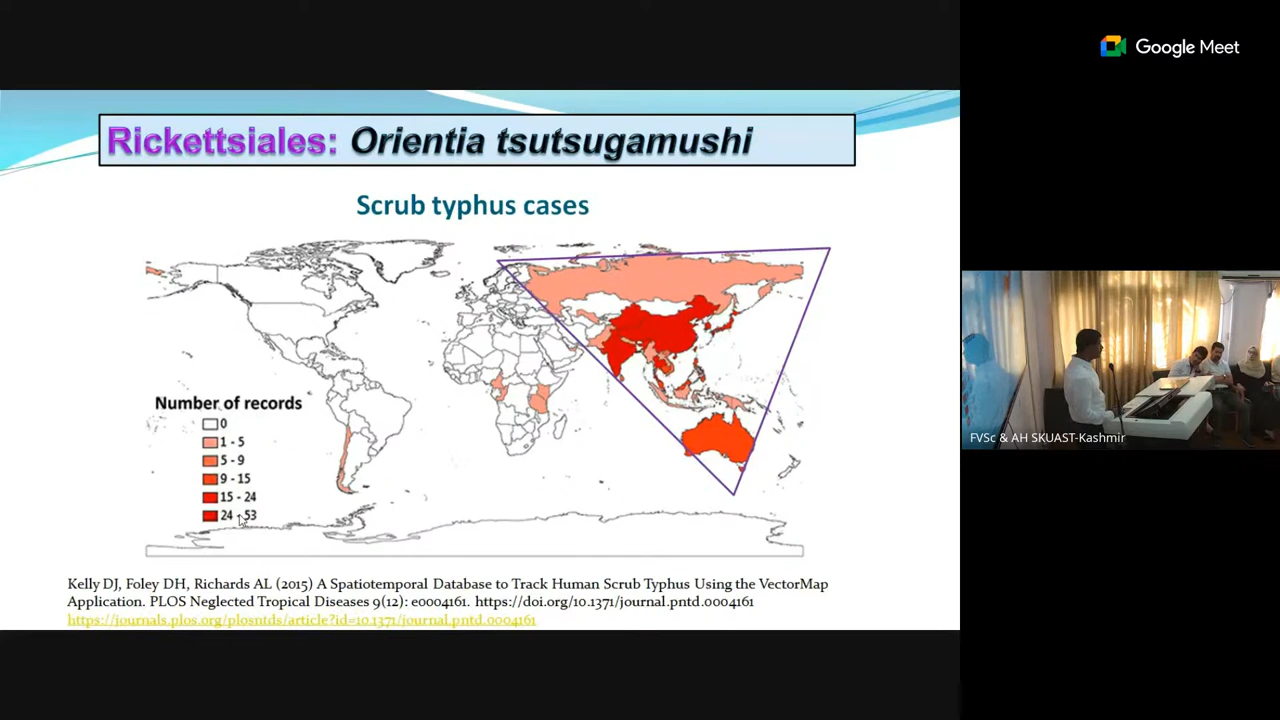 Google Meet
Rickettsiales: Orientia tsutsugamushi
Scrub typhus cases
Number of records
0
1 - 5
5 - 9
9 - 15
15 - 24
24 - 53
FVSc & AH SKUAST-Kashmir
Kelly DJ, Foley DH, Richards AL (2015) A Spatiotemporal Database to Track Human Scrub Typhus Using the VectorMap
Application. PLOS Neglected Tropical Diseases 9(12): e0004161. https://doi.org/10.1371/journal.pntd.0004161
https://journals.plos.org/plosntds/article?id=10.1371/journal.pntd.0004161